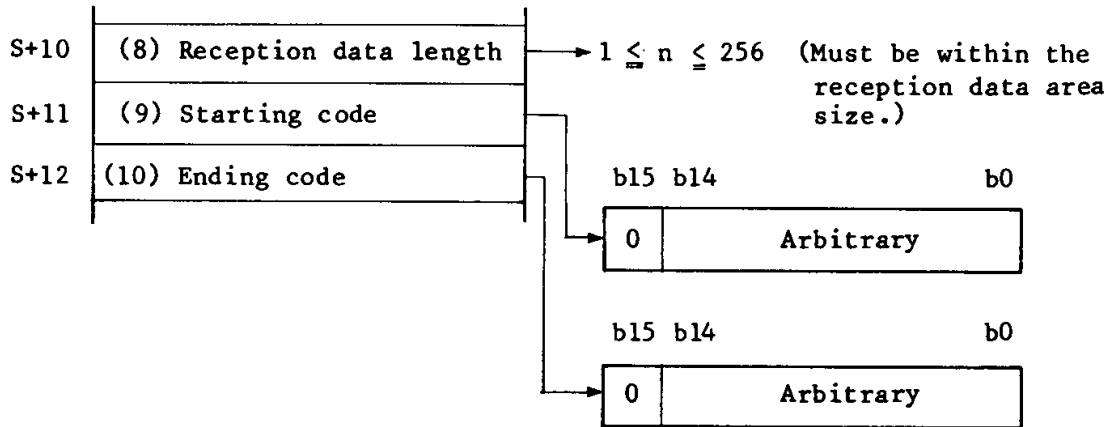 S+10 (8) Reception data length 1 ≦ n ≦ 256 (Must be within the
reception data area
size.)
S+11 (9) Starting code
S+12 (10) Ending code
b15 b14 b0
0 Arbitrary
b15 b14 b0
0 Arbitrary